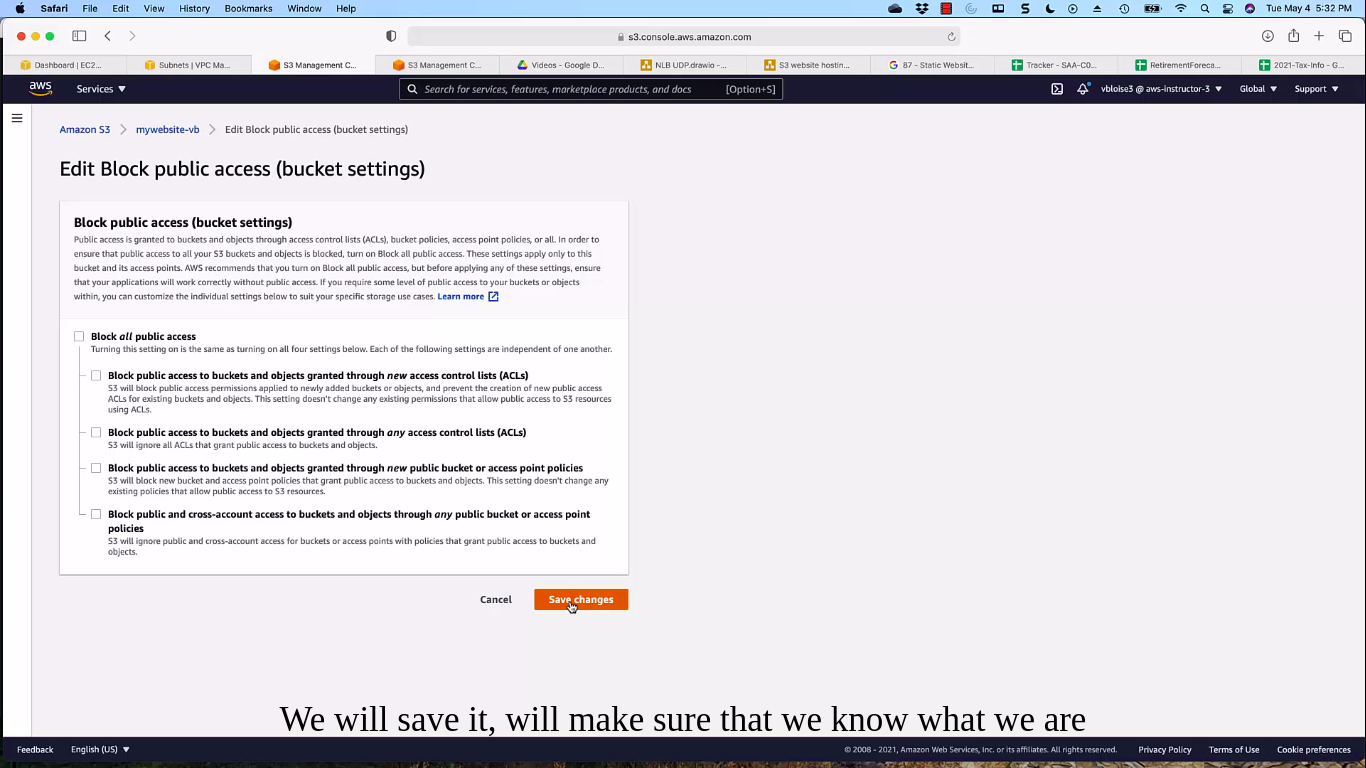 Safari File Edit View History Bookmarks Window Help Tue May 4 5:32 PM
s3.console.aws.amazon.com
Dashboard | EC2... Subnets | VPC Ma... S3 Management C... S3 Management C... Videos - Google D... NLB UDP.drawio -... S3 website hostin... 87 - Static Websit... Tracker - SAA-C0... RetirementForeca... 2021-Tax-Info - G...
aws Services Search for services, features, marketplace products, and docs [Option+S] vbloise3 @ aws-instructor-3 Global Support
Amazon S3 mywebsite-vb Edit Block public access (bucket settings)
Edit Block public access (bucket settings)
Block public access (bucket settings)
Public access is granted to buckets and objects through access control lists (ACLs), bucket policies, access point policies, or all. In order to
ensure that public access to all your S3 buckets and objects is blocked, turn on Block all public access. These settings apply only to this
bucket and its access points. AWS recommends that you turn on Block all public access, but before applying any of these settings, ensure
that your applications will work correctly without public access. If you require some level of public access to your buckets or objects
within, you can customize the individual settings below to suit your specific storage use cases. Learn more
Block all public access
Turning this setting on is the same as turning on all four settings below. Each of the following settings are independent of one another.
Block public access to buckets and objects granted through new access control lists (ACLs)
S3 will block public access permissions applied to newly added buckets or objects, and prevent the creation of new public access
ACLs for existing buckets and objects. This setting doesn't change any existing permissions that allow public access to S3 resources
using ACLs.
Block public access to buckets and objects granted through any access control lists (ACLs)
S3 will ignore all ACLs that grant public access to buckets and objects.
Block public access to buckets and objects granted through new public bucket or access point policies
S3 will block new bucket and access point policies that grant public access to buckets and objects. This setting doesn't change any
existing policies that allow public access to S3 resources.
Block public and cross-account access to buckets and objects through any public bucket or access point
policies
S3 will ignore public and cross-account access for buckets or access points with policies that grant public access to buckets and
objects.
Cancel Save changes
We will save it, will make sure that we know what we are
Feedback English (US) © 2008 - 2021, Amazon Web Services, Inc. or its affiliates. All rights reserved. Privacy Policy Terms of Use Cookie preferences